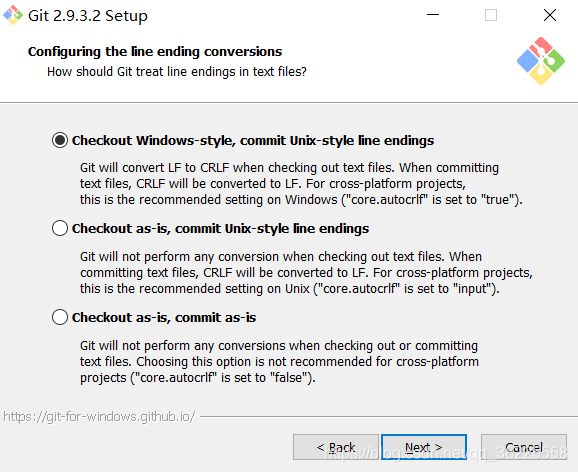 Git 2.9.3.2 Setup
Configuring the line ending conversions
How should Git treat line endings in text files?
Checkout Windows-style, commit Unix-style line endings
Git will convert LF to CRLF when checking out text files. When committing
text files, CRLF will be converted to LF. For cross-platform projects,
this is the recommended setting on Windows ("core.autocrlf" is set to "true").
Checkout as-is, commit Unix-style line endings
Git will not perform any conversion when checking out text files. When
committing text files, CRLF will be converted to LF. For cross-platform projects,
this is the recommended setting on Unix ("core.autocrlf" is set to "input").
Checkout as-is, commit as-is
Git will not perform any conversions when checking out or committing
text files. Choosing this option is not recommended for cross-platform
projects ("core.autocrlf" is set to "false").
https://git-for-windows.github.io/
< Back Next > Cancel